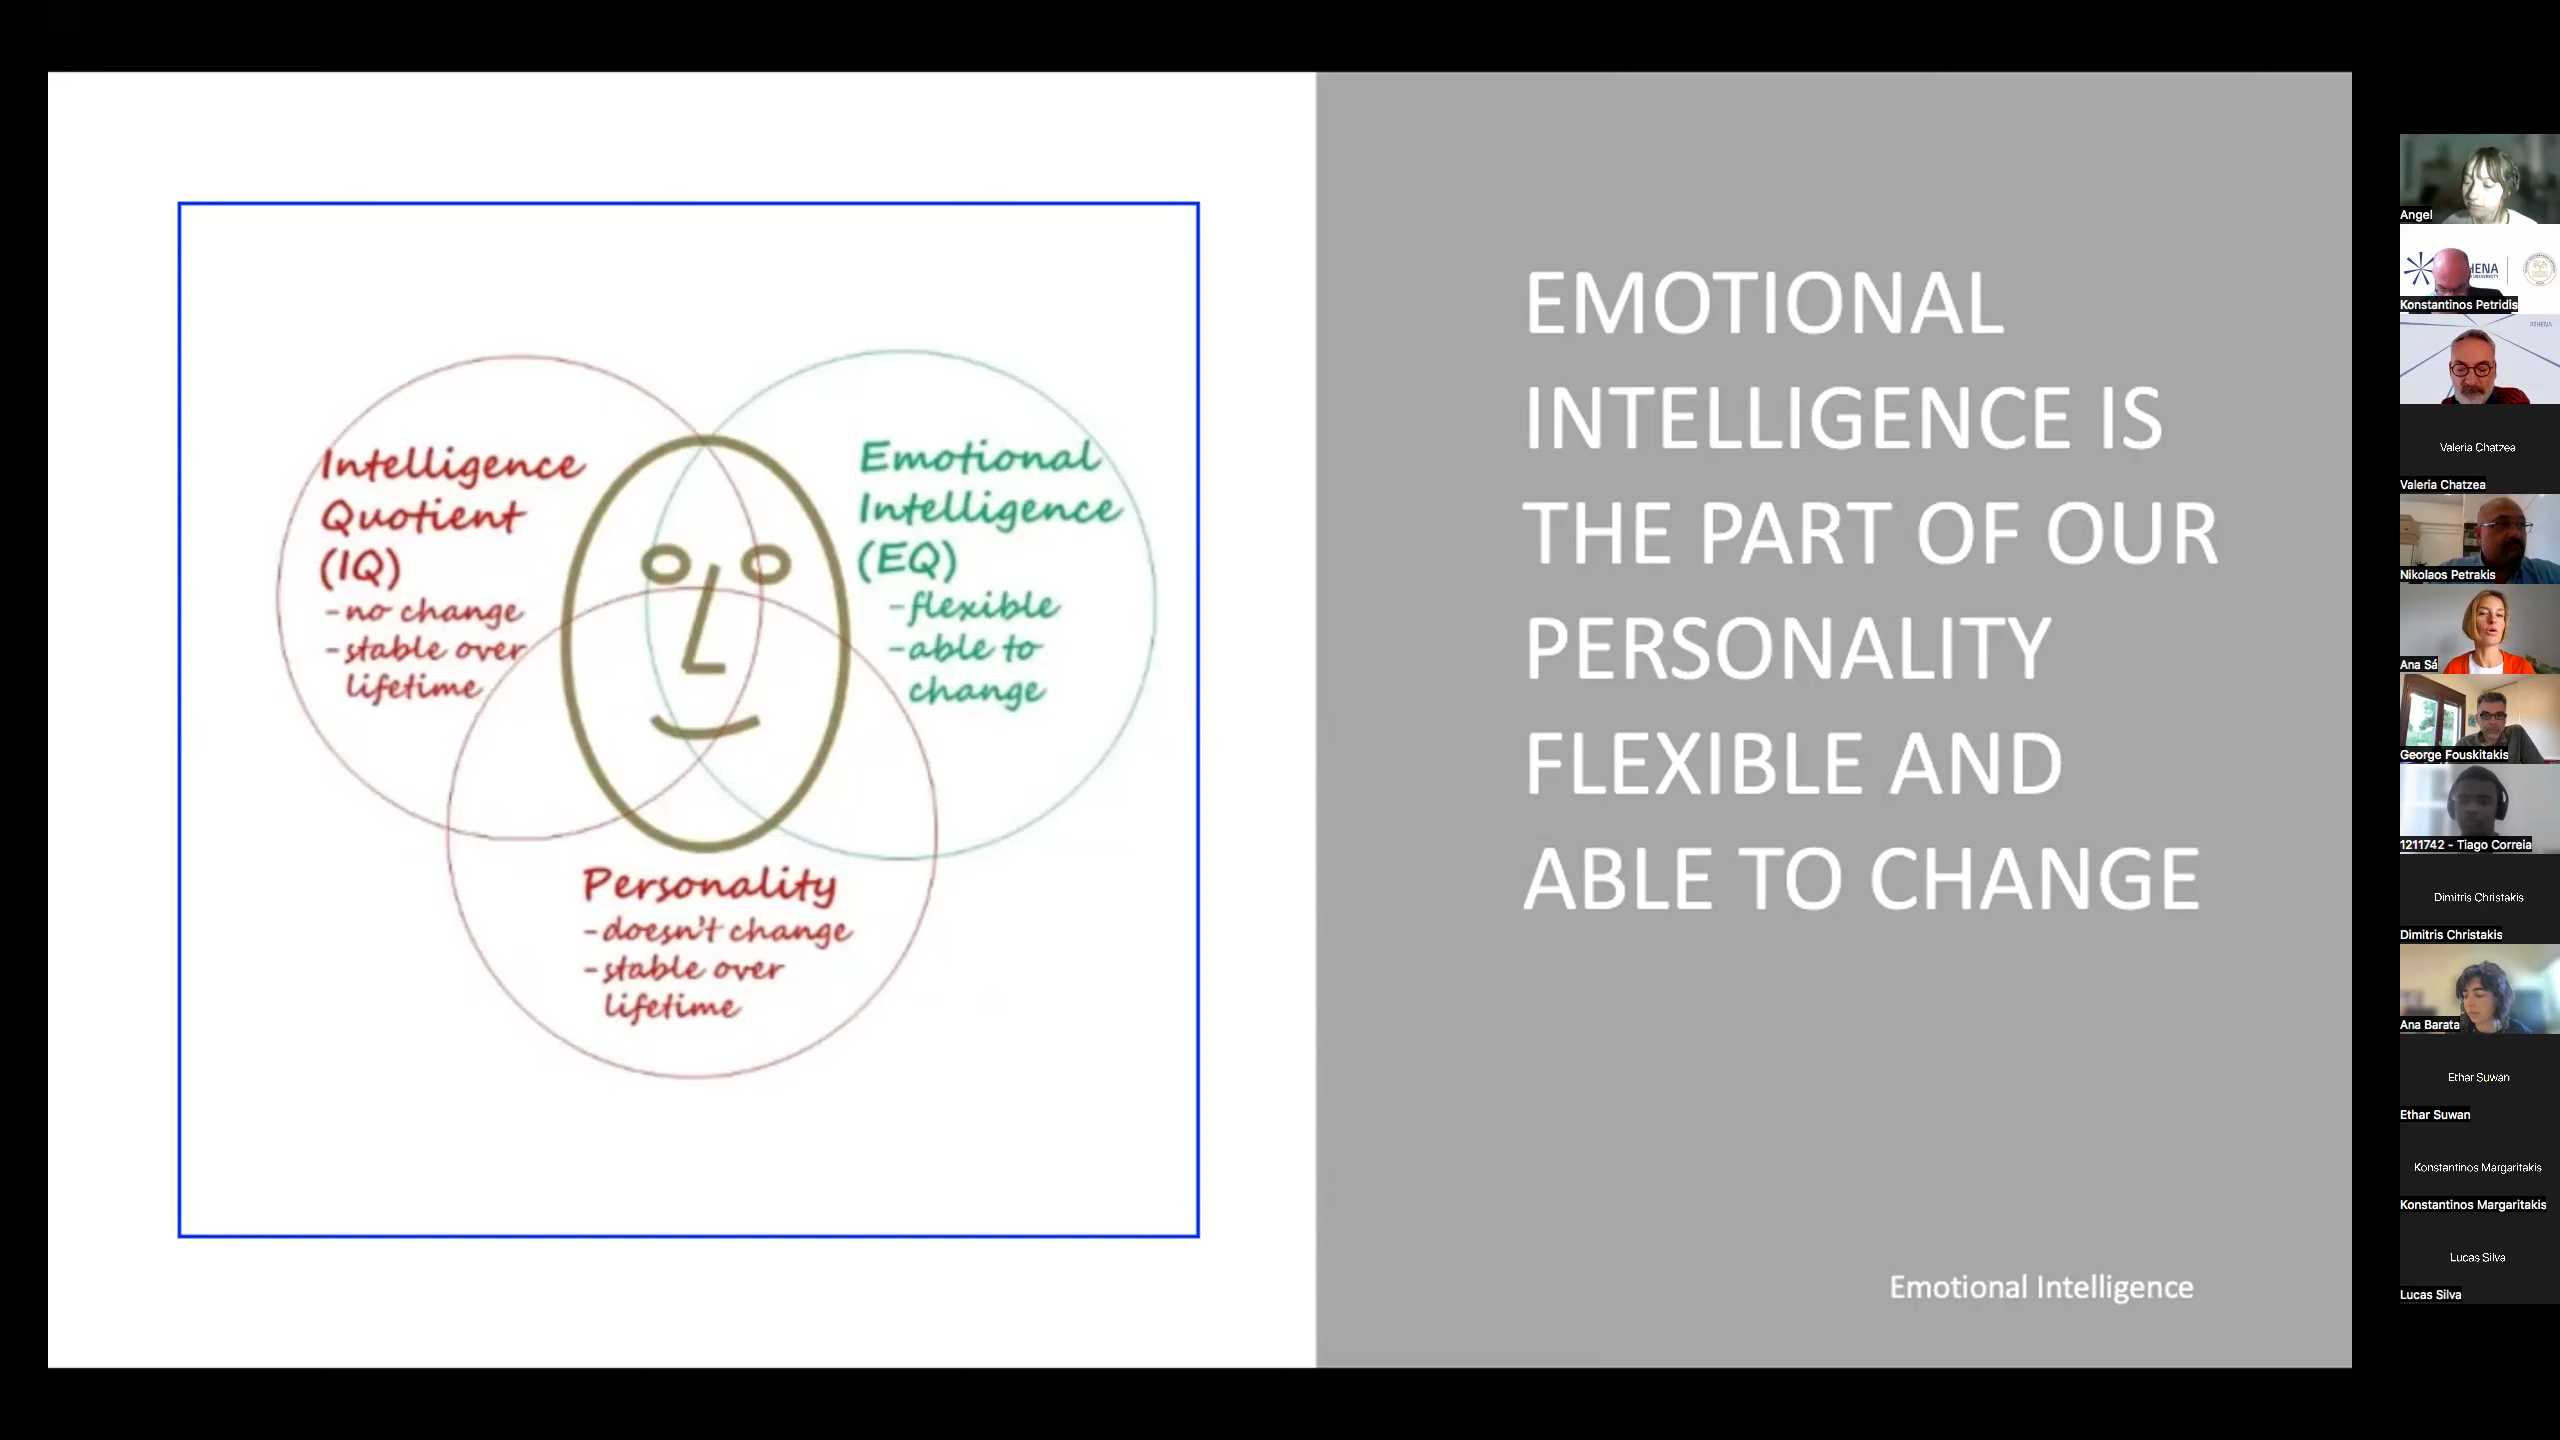 Intelligence
Quotient
(IQ)
-no change
-stable over
lifetime
Emotional
Intelligence
(EQ)
-flexible
-able to
change
Personality
-doesn't change
-stable over
lifetime
EMOTIONAL
INTELLIGENCE IS
THE PART OF OUR
PERSONALITY
FLEXIBLE AND
ABLE TO CHANGE
Emotional Intelligence
Angel
HENA
Konstantinos Petridis
ATHENA
Valeria Chatzea
Valeria Chatzea
Nikolaos Petrakis
Ana Sá
George Fouskitakis
1211742 - Tiago Correia
Dimitris Christakis
Dimitris Christakis
Ana Barata
Ethar Suwan
Ethar Suwan
Konstantinos Margaritakis
Konstantinos Margaritakis
Lucas Silva
Lucas Silva